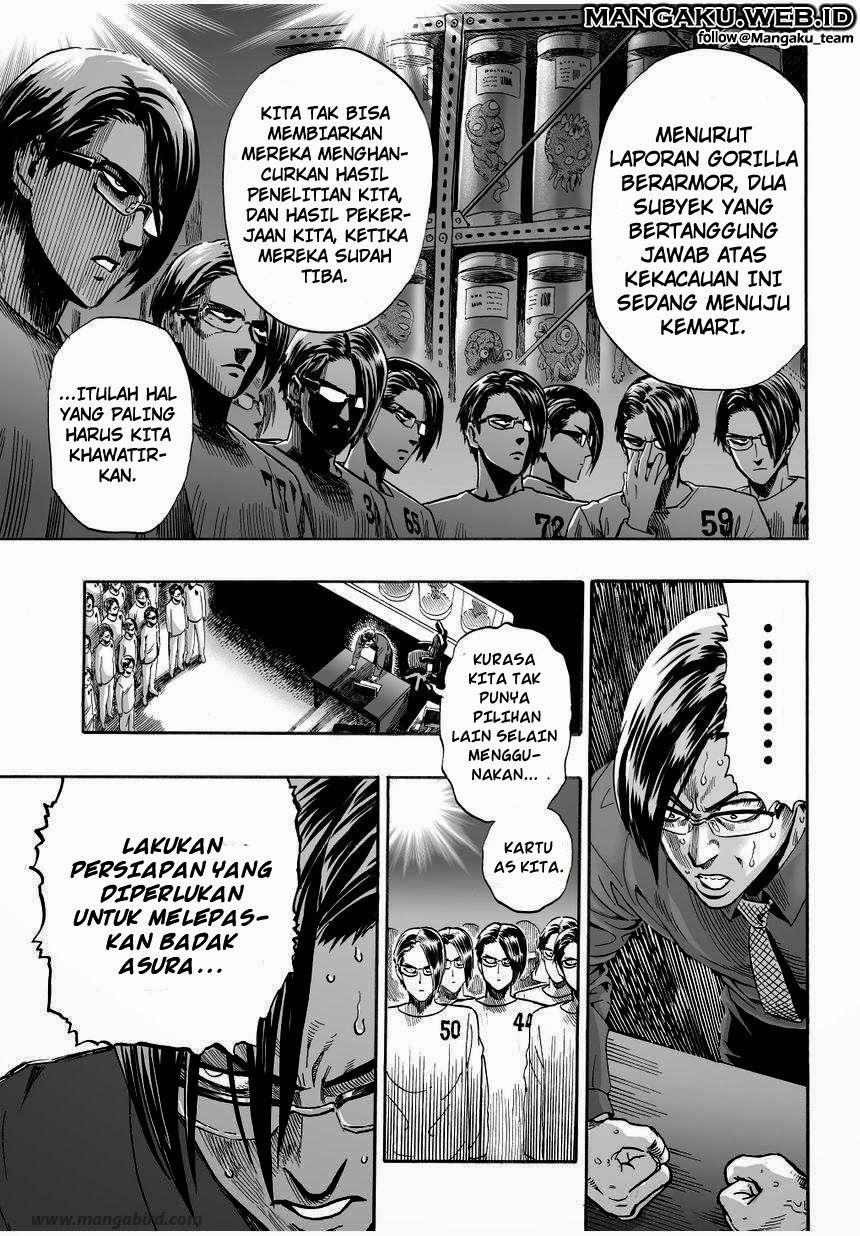 MANGAKU.WEB.ID
follow@Mangaku_team
MENURUT
LAPORAN GORILLA
BERARMOR, DUA
SUBYEK YANG
BERTANGGUNG
JAWAB ATAS
KEKACAUAN INI
SEDANG MENUJU
KEMARI.
KITA TAK BISA
MEMBIARKAN
MEREKA MENGHAN-
CURKAN HASIL
PENELITIAN KITA,
DAN HASIL PEKER-
JAAN KITA, KETIKA
MEREKA SUDAH
TIBA.
...ITULAH HAL
YANG PALING
HARUS KITA
KHAWATIR-
KAN.
77
65
72
59
........
KURASA
KITA TAK
PUNYA
PILIHAN
LAIN SELAIN
MENGGU-
NAKAN...
KARTU
AS KITA.
50
44
LAKUKAN
PERSIAPAN YANG
DIPERLUKAN
UNTUK MELEPAS-
KAN BADAK
ASURA...
www.mangabird.com